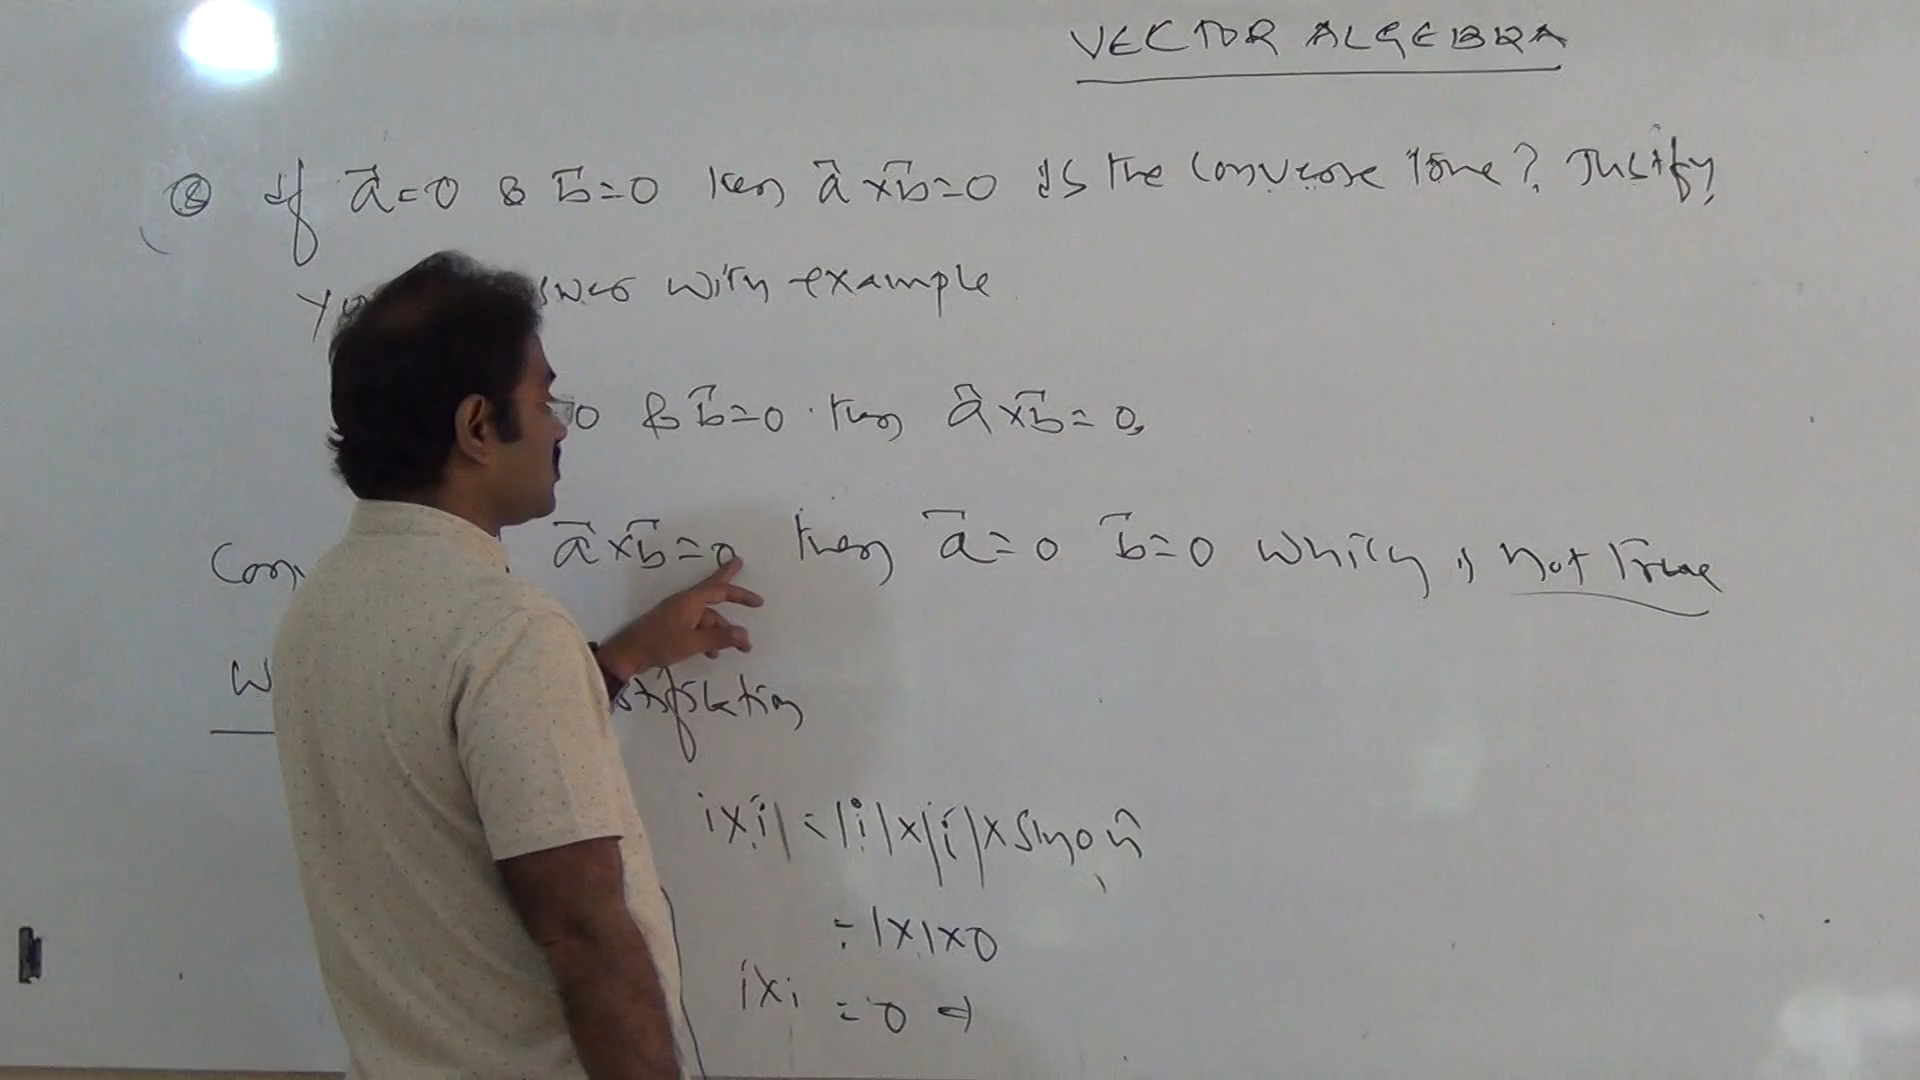 VECTOR ALGEBRA
⑧ If a⃗=0 & b⃗=0 then a⃗×b⃗=0 Is the converse true? Justify
answer with example
0 & b⃗=0 then a⃗×b⃗=0,
a⃗×b⃗=0 then a⃗=0 b⃗=0 which is not true
i×i = |i|×|i|× sin0 n̂
= 1×1×0
i×i = 0 ⇒